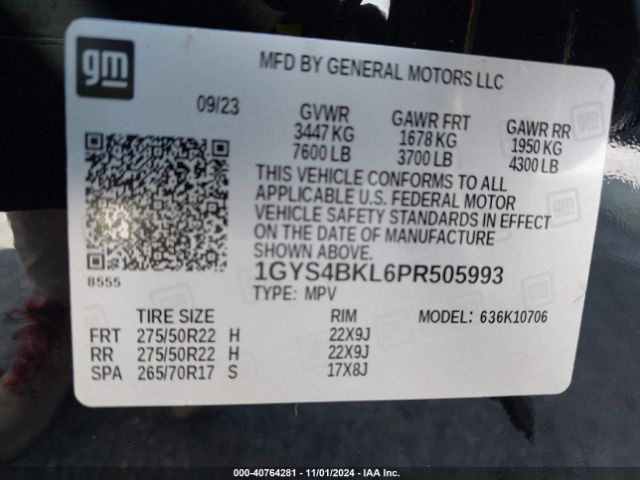 gm
MFD BY GENERAL MOTORS LLC
09/23
GVWR GAWR FRT GAWR RR
3447 KG 1678 KG 1950 KG
7600 LB 3700 LB 4300 LB
THIS VEHICLE CONFORMS TO ALL
APPLICABLE U.S. FEDERAL MOTOR
VEHICLE SAFETY STANDARDS IN EFFECT
ON THE DATE OF MANUFACTURE
SHOWN ABOVE.
8555
1GYS4BKL6PR505993
TYPE: MPV
TIRE SIZE RIM MODEL: 636K10706
FRT 275/50R22 H 22X9J
RR 275/50R22 H 22X9J
SPA 265/70R17 S 17X8J
000-40764281 - 11/01/2024 - IAA Inc.